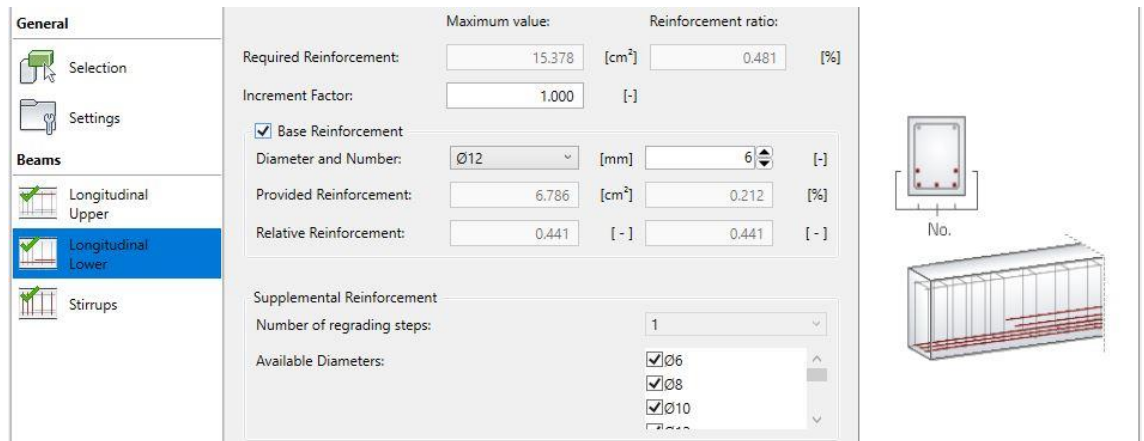 General
Selection
Settings
Beams
Longitudinal
Upper
Longitudinal
Lower
Stirrups
Maximum value: Reinforcement ratio:
Required Reinforcement: 15.378 [cm²] 0.481 [%]
Increment Factor: 1.000 [-]
Base Reinforcement
Diameter and Number: Ø12 [mm] 6 [-]
Provided Reinforcement: 6.786 [cm²] 0.212 [%]
Relative Reinforcement: 0.441 [ - ] 0.441 [ - ]
Supplemental Reinforcement
Number of regrading steps: 1
Available Diameters: Ø6
Ø8
Ø10
No.